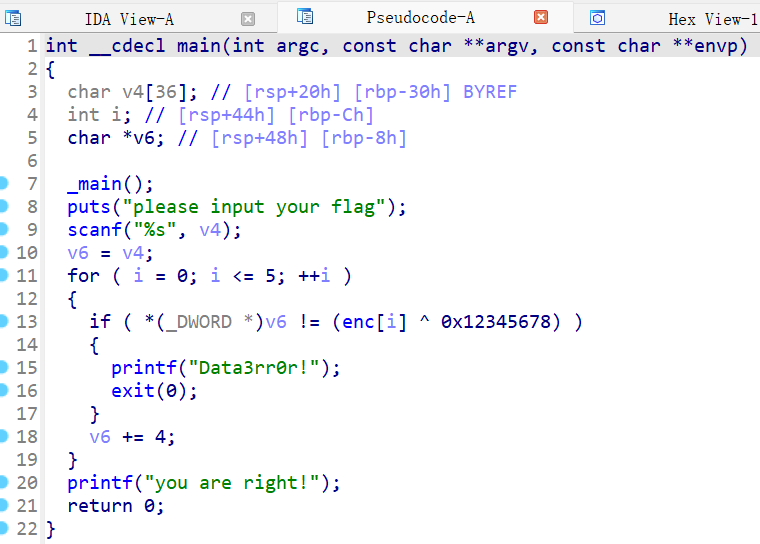 IDA View-A Pseudocode-A Hex View-1
1 int __cdecl main(int argc, const char **argv, const char **envp)
2 {
3   char v4[36]; // [rsp+20h] [rbp-30h] BYREF
4   int i; // [rsp+44h] [rbp-Ch]
5   char *v6; // [rsp+48h] [rbp-8h]
6
7   _main();
8   puts("please input your flag");
9   scanf("%s", v4);
10   v6 = v4;
11   for ( i = 0; i <= 5; ++i )
12   {
13     if ( *(_DWORD *)v6 != (enc[i] ^ 0x12345678) )
14     {
15       printf("Data3rr0r!");
16       exit(0);
17     }
18     v6 += 4;
19   }
20   printf("you are right!");
21   return 0;
22 }